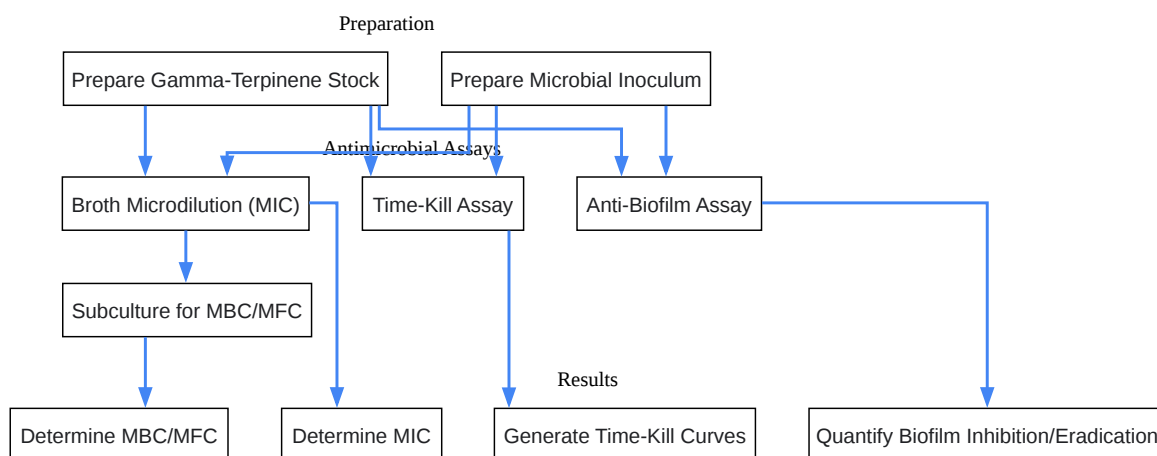 Preparation
Prepare Gamma-Terpinene Stock
Prepare Microbial Inoculum
Antimicrobial Assays
Broth Microdilution (MIC)
Time-Kill Assay
Anti-Biofilm Assay
Subculture for MBC/MFC
Results
Determine MBC/MFC
Determine MIC
Generate Time-Kill Curves
Quantify Biofilm Inhibition/Eradication